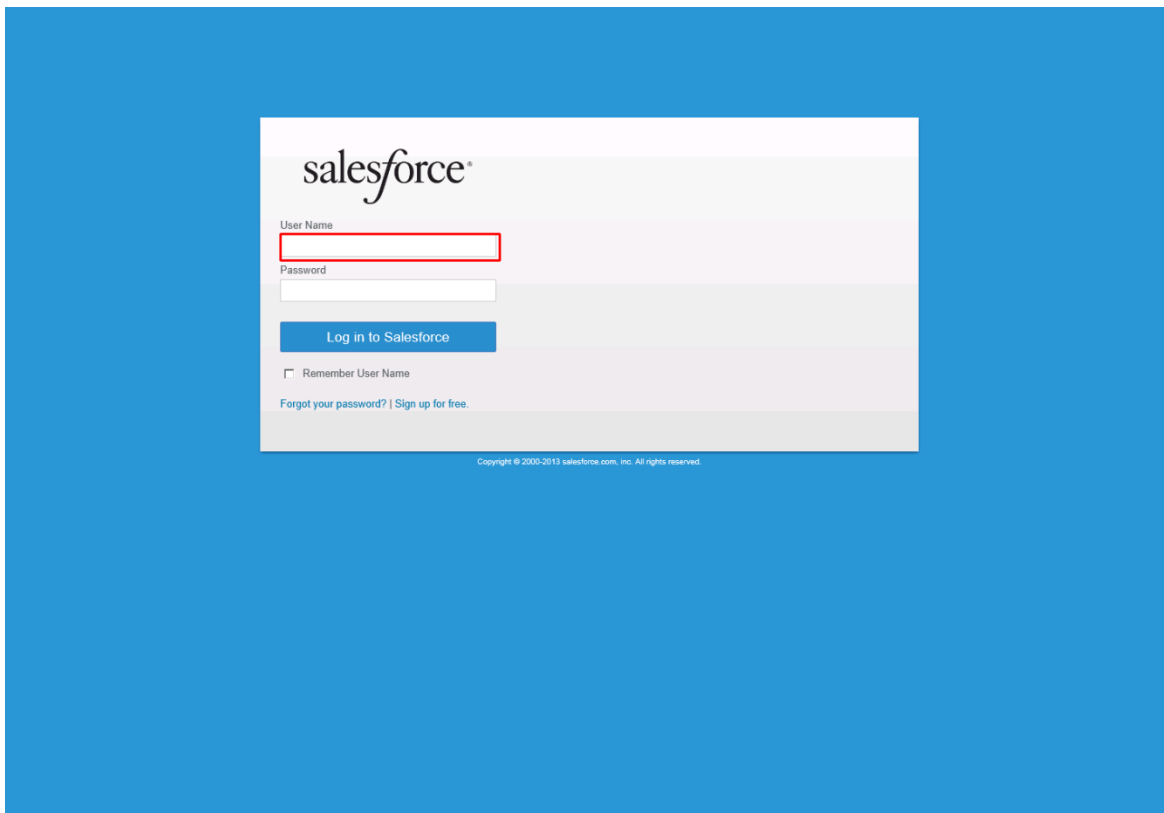 salesforce®
User Name
Password
Log in to Salesforce
Remember User Name
Forgot your password? | Sign up for free.
Copyright © 2000-2013 salesforce.com, inc. All rights reserved.